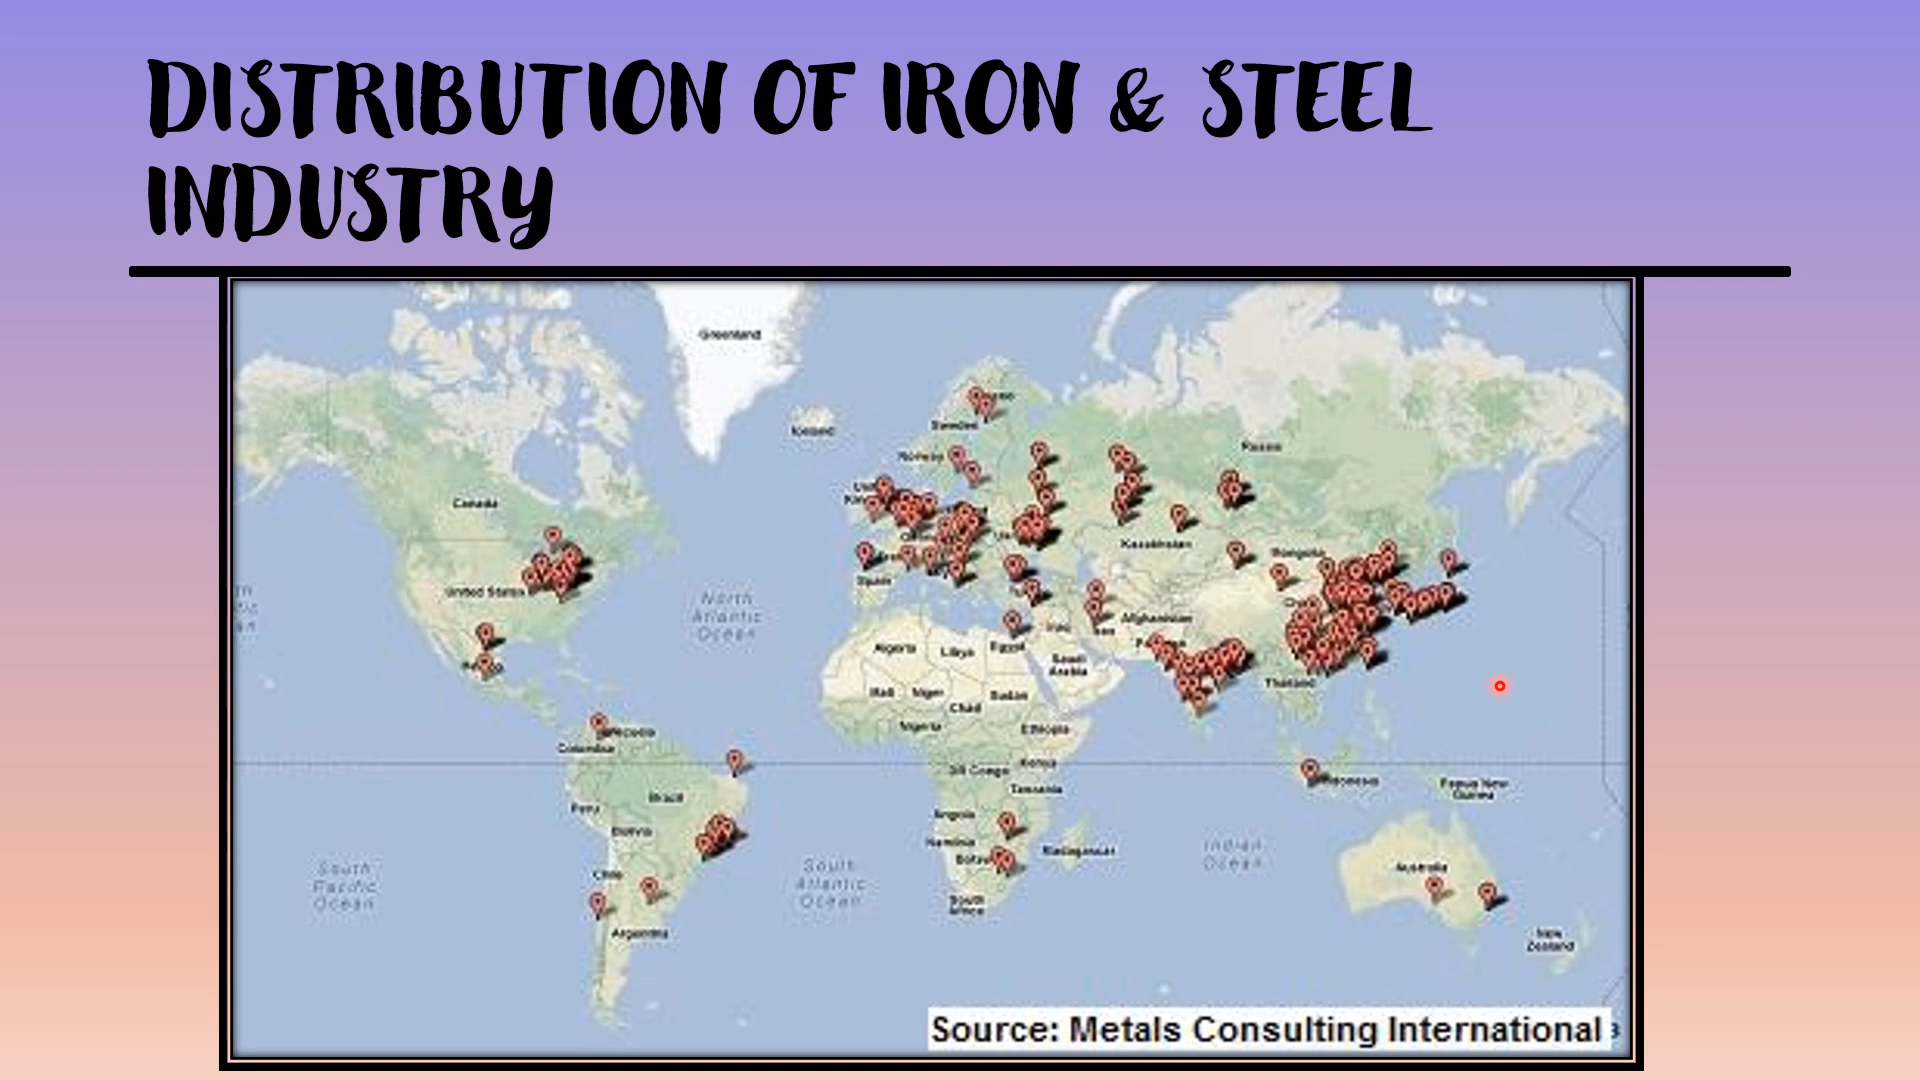 DISTRIBUTION OF IRON & STEEL
INDUSTRY
Greenland
Iceland
Sweden
Norway
Russia
Canada
Kazakhstan
Mongolia
United States
Spain
North
Atlantic
Ocean
Afghanistan
Iraq
Algeria
Libya
Egypt
Saudi
Arabia
Mali
Niger
Chad
Sudan
Thailand
Nigeria
Ethiopia
Colombia
DR Congo
Kenya
Tanzania
Papua New
Guinea
Brazil
Peru
Angola
Bolivia
Namibia
Madagascar
Indian
Ocean
South
Pacific
Ocean
Chile
South
Atlantic
Ocean
Australia
South
Africa
Argentina
New
Zealand
Source: Metals Consulting International